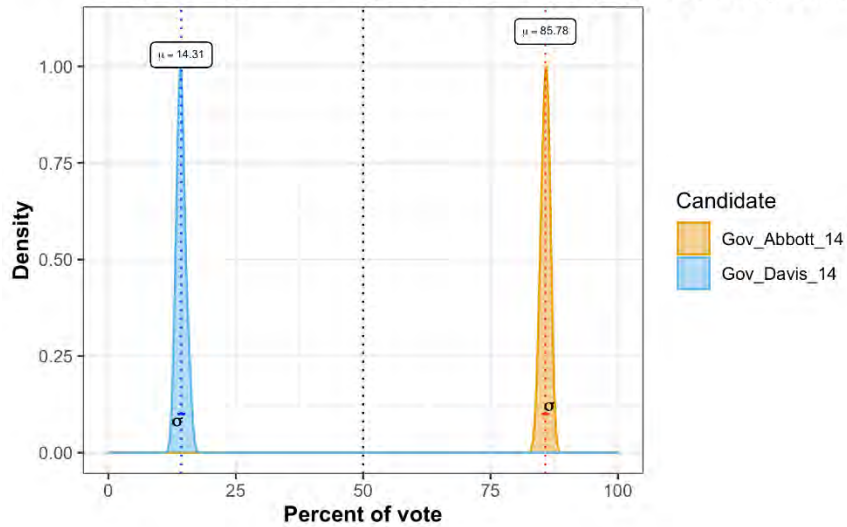 μ = 14.31
μ = 85.78
1.00
0.75
0.50
0.25
0.00
σ
σ
0 25 50 75 100
Density
Percent of vote
Candidate
Gov_Abbott_14
Gov_Davis_14